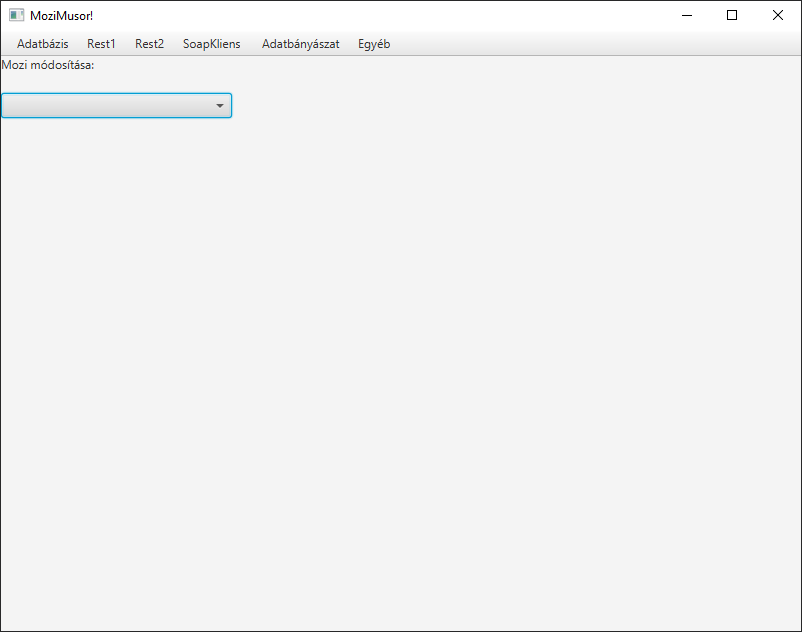 MoziMusor!
Adatbázis Rest1 Rest2 SoapKliens Adatbányászat Egyéb
Mozi módosítása: